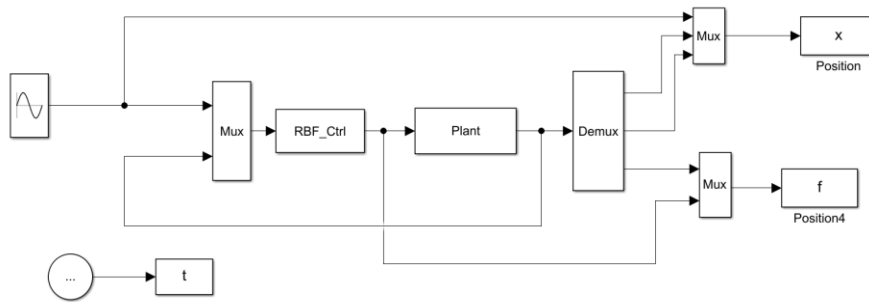 Mux
x
Position
Mux
RBF_Ctrl
Plant
Demux
Mux
f
Position4
...
t